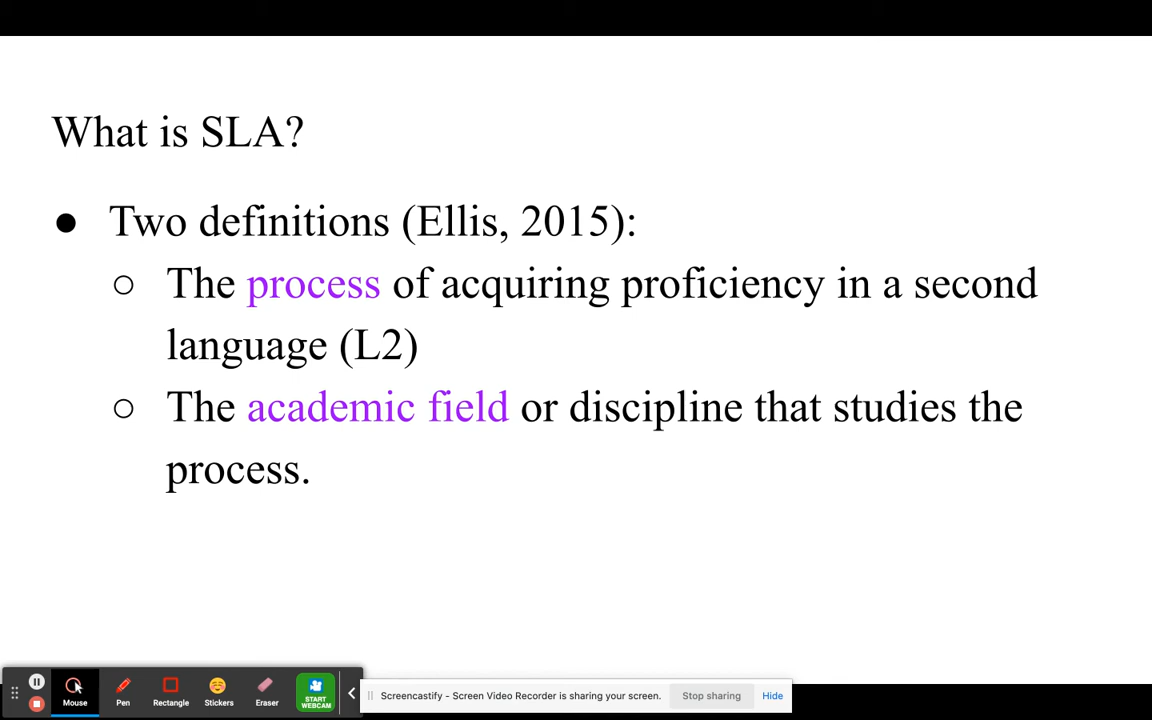 What is SLA?
● Two definitions (Ellis, 2015):
○ The process of acquiring proficiency in a second
language (L2)
○ The academic field or discipline that studies the
process.
Mouse
Pen
Rectangle
Stickers
Eraser
START
WEBCAM
Screencastify - Screen Video Recorder is sharing your screen.
Stop sharing
Hide